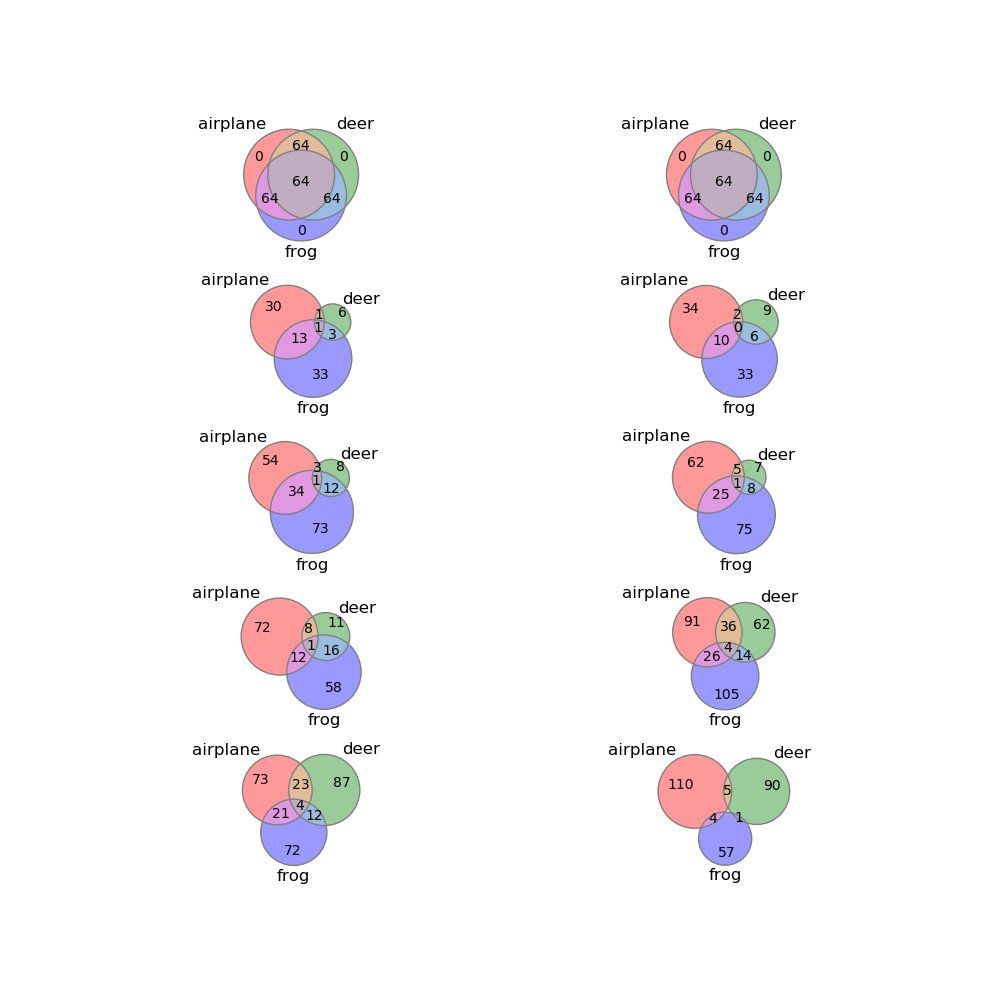 airplane deer airplane deer
64 64
0 0 0 0
64 64
64 64 64 64
0 0
frog frog
airplane airplane
deer deer
30 1 6 34 2 9
1 0
13 3 10 6
33 33
frog frog
airplane airplane
deer deer
54 3 8 62 5 7
1 1
34 12 25 8
73 75
frog frog
airplane airplane
deer deer
72 8 11 91 36 62
1 4
12 16 26 14
58 105
frog frog
airplane deer airplane deer
73 23 87 110 5 90
4
21 12 4 1
72 57
frog frog